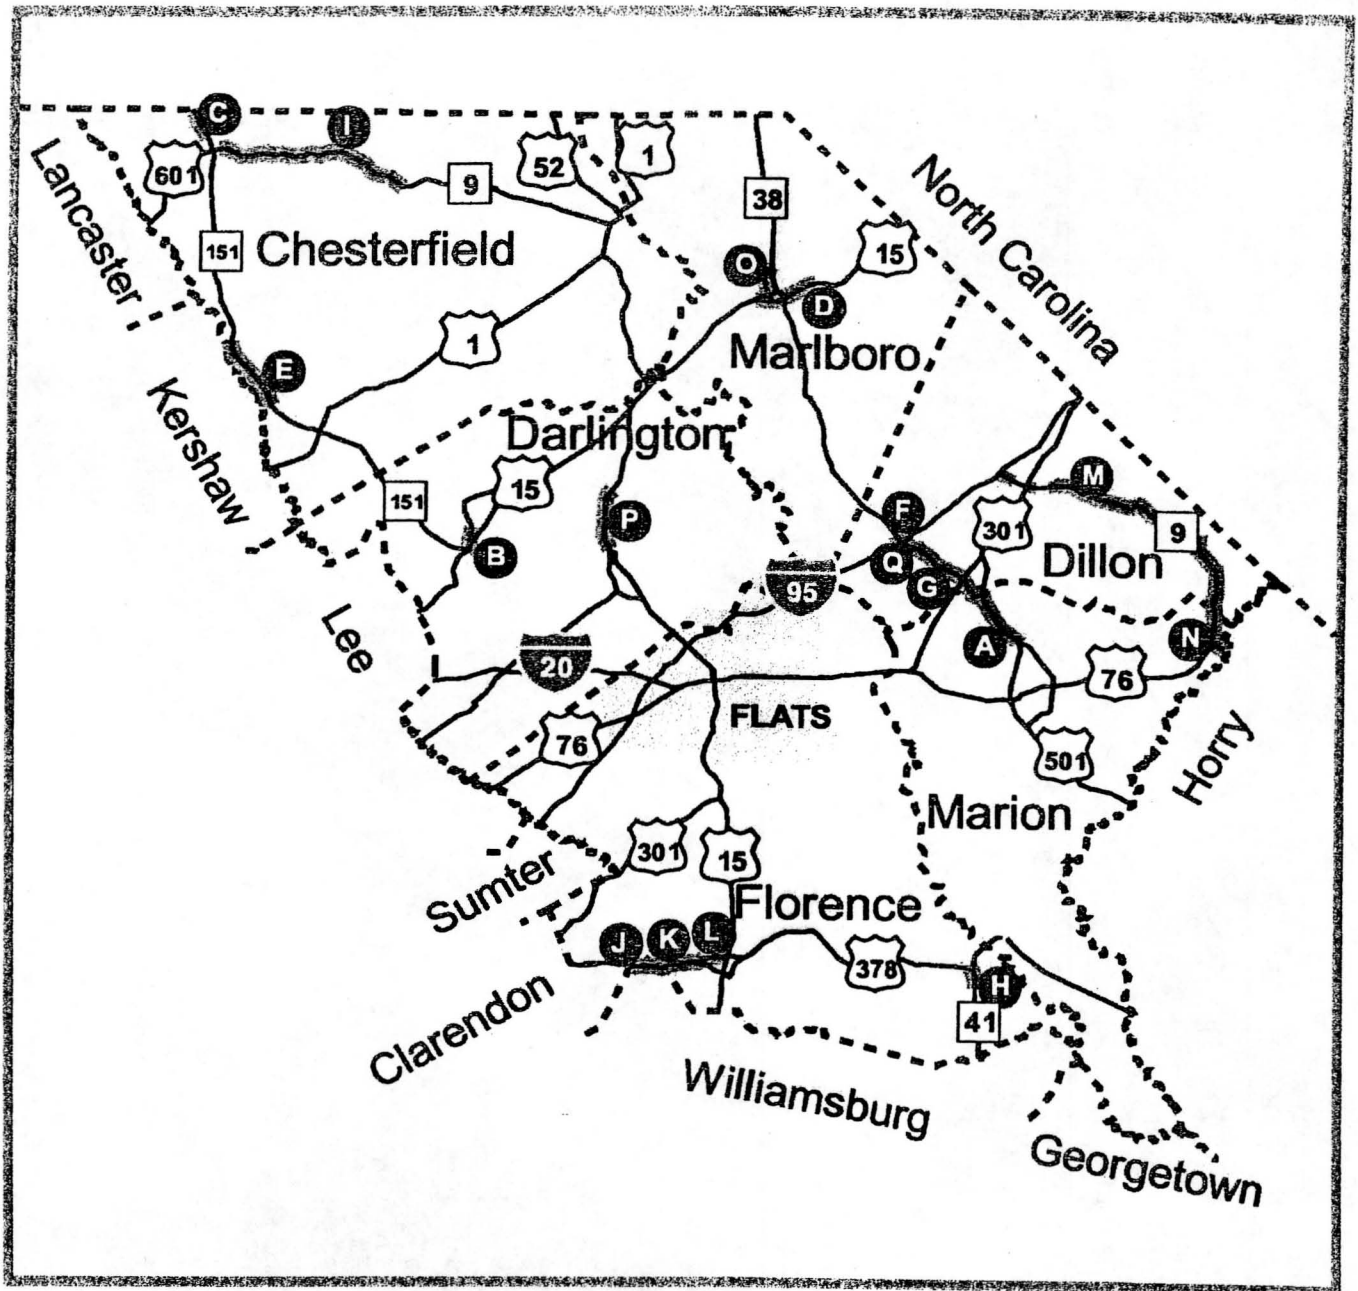 C
I
601
9
52
1
38
15
North Carolina
Lancaster
151
Chesterfield
O
D
1
Marlboro
E
Kershaw
Darlington
151
15
P
B
F
M
301
9
Q
G
Dillon
95
Lee
20
A
N
76
FLATS
76
501
Horry
Marion
301
15
Sumter
Florence
J
K
L
378
H
41
Clarendon
Williamsburg
Georgetown